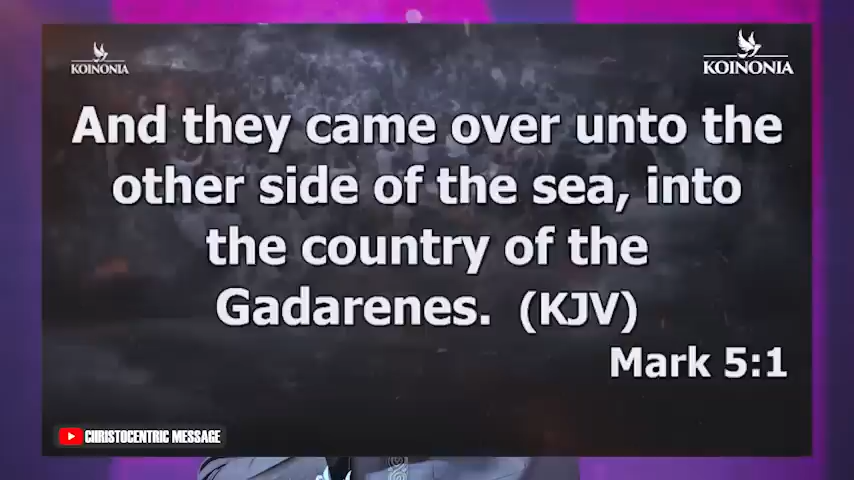 KOINONIA
KOINONIA
And they came over unto the
other side of the sea, into
the country of the
Gadarenes. (KJV)
Mark 5:1
CHRISTOCENTRIC MESSAGE